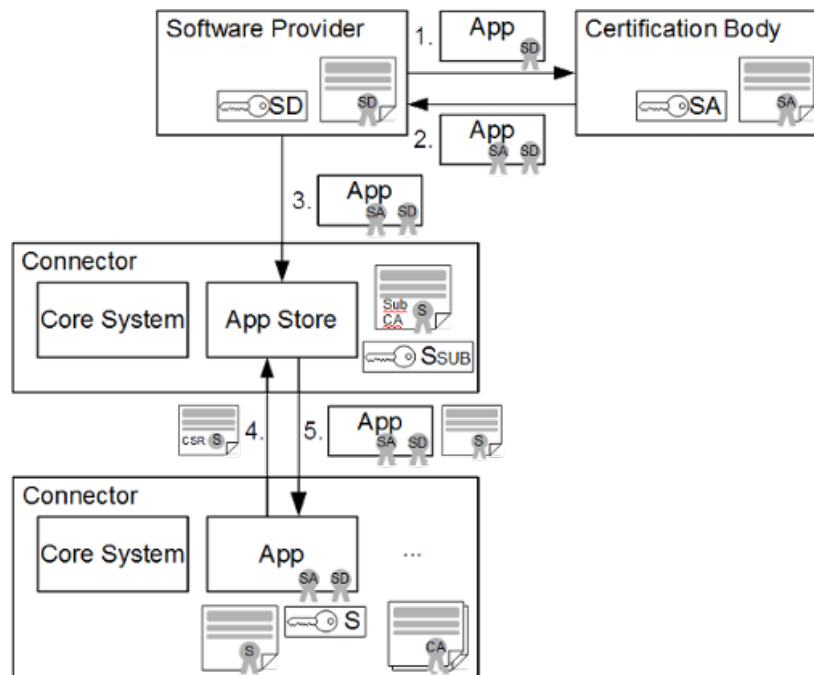 Software Provider
SD
SD
1.
App
SD
Certification Body
SA
SA
2.
App
SA SD
3.
App
SA SD
Connector
Core System
App Store
Sub
CA
S
SSUB
CSR S
4.
5.
App
SA SD
S
Connector
Core System
App
SA SD
...
S
S
CA